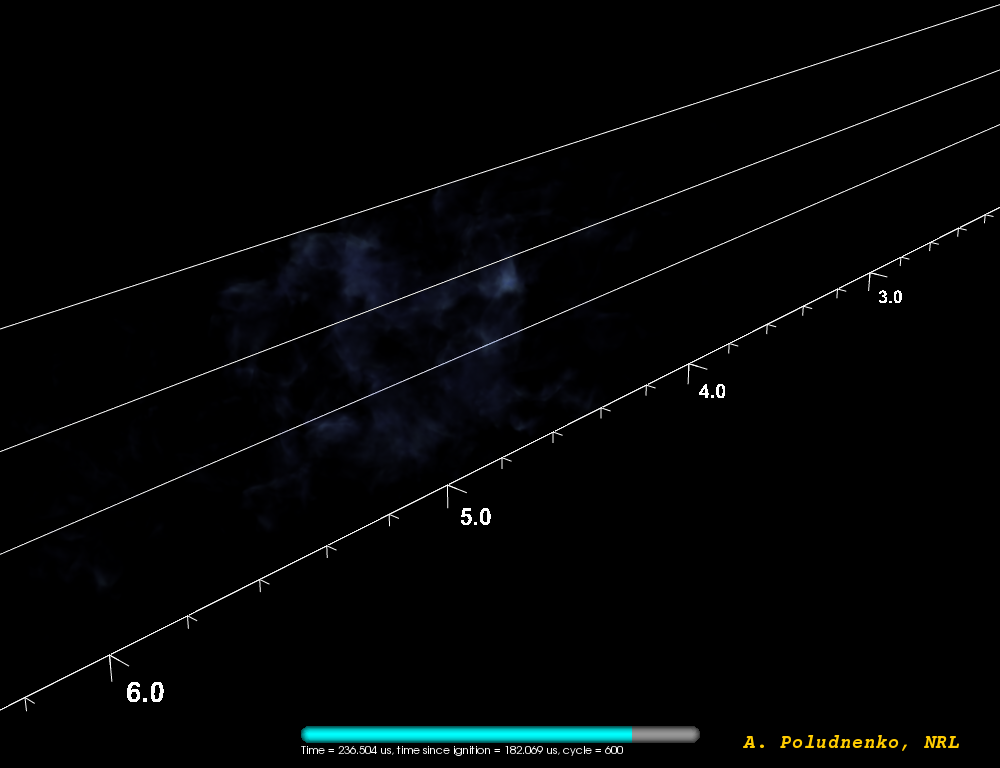 3.0
4.0
5.0
6.0
Time = 236.504 us, time since ignition = 182.069 us, cycle = 600
A. Poludnenko, NRL